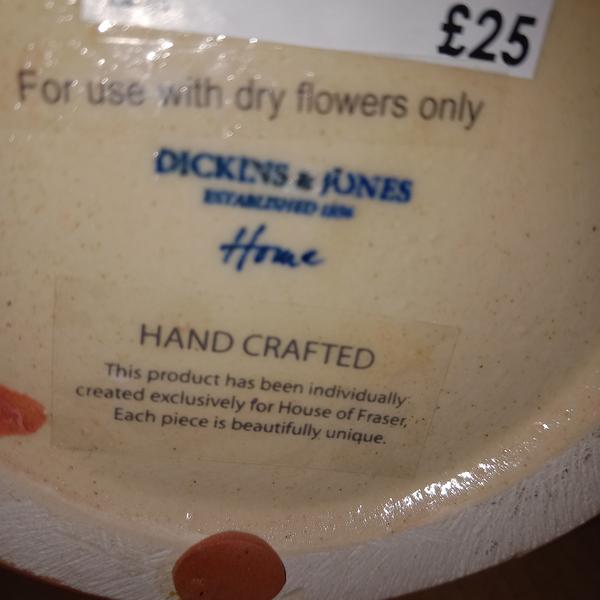 £25
For use with dry flowers only
DICKINS & JONES
ESTABLISHED
Home
HAND CRAFTED
This product has been individually
created exclusively for House of Fraser,
Each piece is beautifully unique.